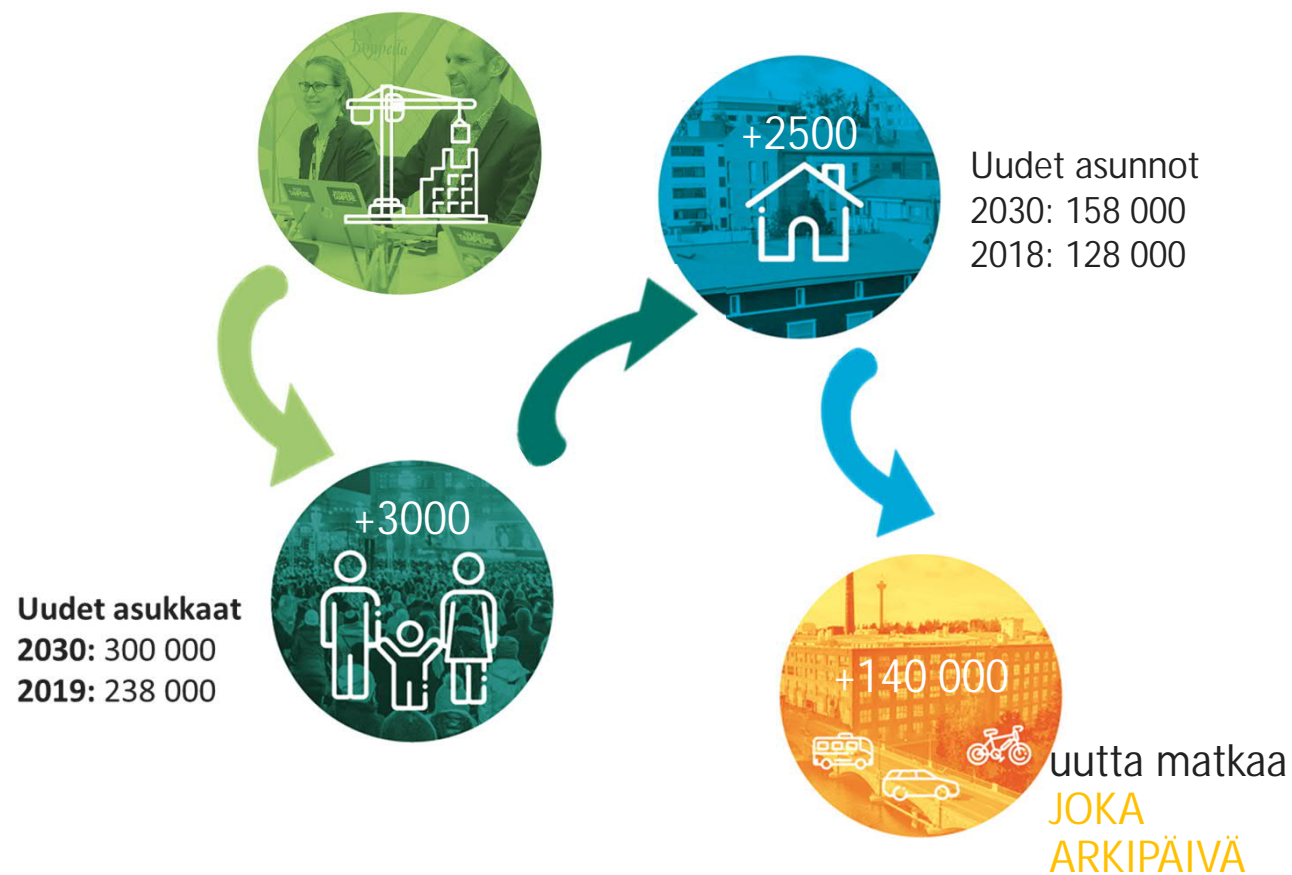 Tampere
+2500
Uudet asunnot
2030: 158 000
2018: 128 000
+3000
Uudet asukkaat
2030: 300 000
2019: 238 000
+140 000
uutta matkaa
JOKA
ARKIPÄIVÄ